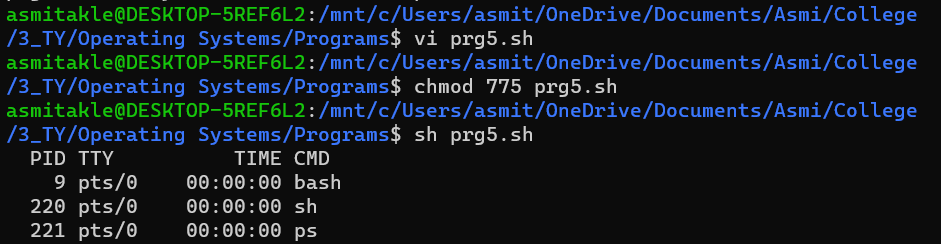 asmitakle@DESKTOP-5REF6L2:/mnt/c/Users/asmit/OneDrive/Documents/Asmi/College
/3_TY/Operating Systems/Programs$ vi prg5.sh
asmitakle@DESKTOP-5REF6L2:/mnt/c/Users/asmit/OneDrive/Documents/Asmi/College
/3_TY/Operating Systems/Programs$ chmod 775 prg5.sh
asmitakle@DESKTOP-5REF6L2:/mnt/c/Users/asmit/OneDrive/Documents/Asmi/College
/3_TY/Operating Systems/Programs$ sh prg5.sh
  PID TTY          TIME CMD
    9 pts/0    00:00:00 bash
  220 pts/0    00:00:00 sh
  221 pts/0    00:00:00 ps